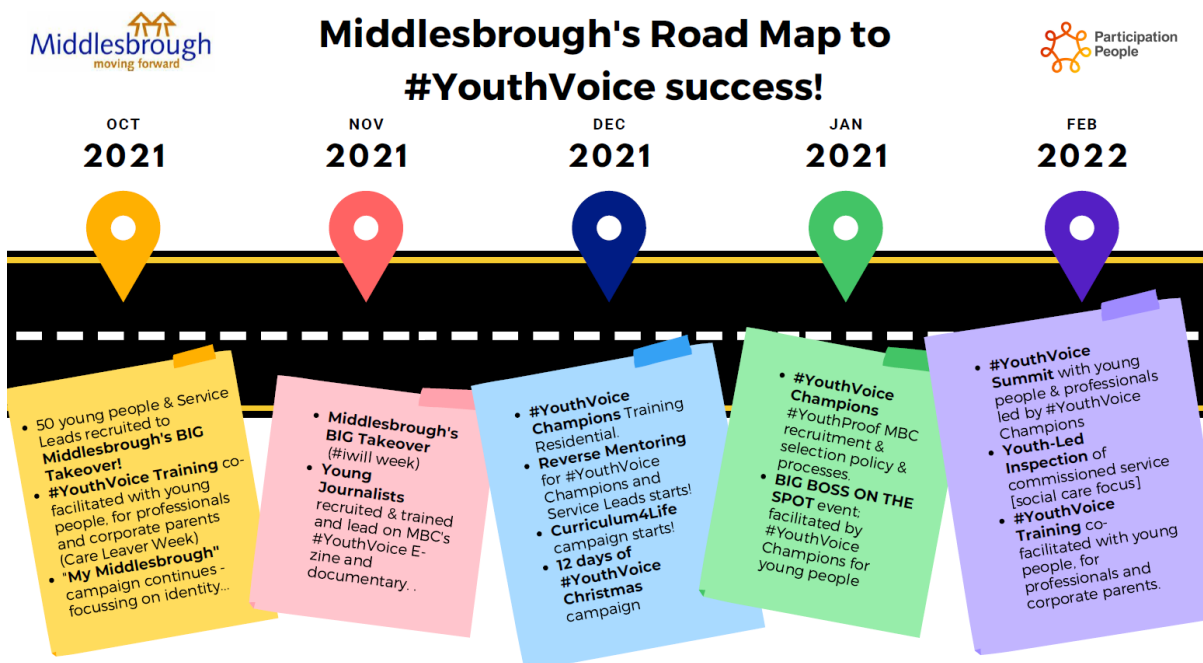 Middlesbrough
moving forward
Middlesbrough's Road Map to
#YouthVoice success!
Participation
People
OCT
2021
NOV
2021
DEC
2021
JAN
2021
FEB
2022
• 50 young people & Service
Leads recruited to
Middlesbrough's BIG
Takeover!
• #YouthVoice Training co-
facilitated with young
people, for professionals
and corporate parents
(Care Leaver Week)
• "My Middlesbrough"
campaign continues -
focussing on identity...
• Middlesbrough's
BIG Takeover
(#iwill week)
• Young
Journalists
recruited & trained
and lead on MBC's
#YouthVoice E-
zine and
documentary. .
• #YouthVoice
Champions Training
Residential.
• Reverse Mentoring
for #YouthVoice
Champions and
Service Leads starts!
• Curriculum4Life
campaign starts!
• 12 days of
#YouthVoice
Christmas
campaign
• #YouthVoice
Champions
#YouthProof MBC
recruitment &
selection policy &
processes.
• BIG BOSS ON THE
SPOT event;
facilitated by
#YouthVoice
Champions for
young people
• #YouthVoice
Summit with young
people & professionals
led by #YouthVoice
Champions
• Youth-Led
Inspection of
commissioned service
[social care focus]
• #YouthVoice
Training co-
facilitated with young
people, for
professionals and
corporate parents.